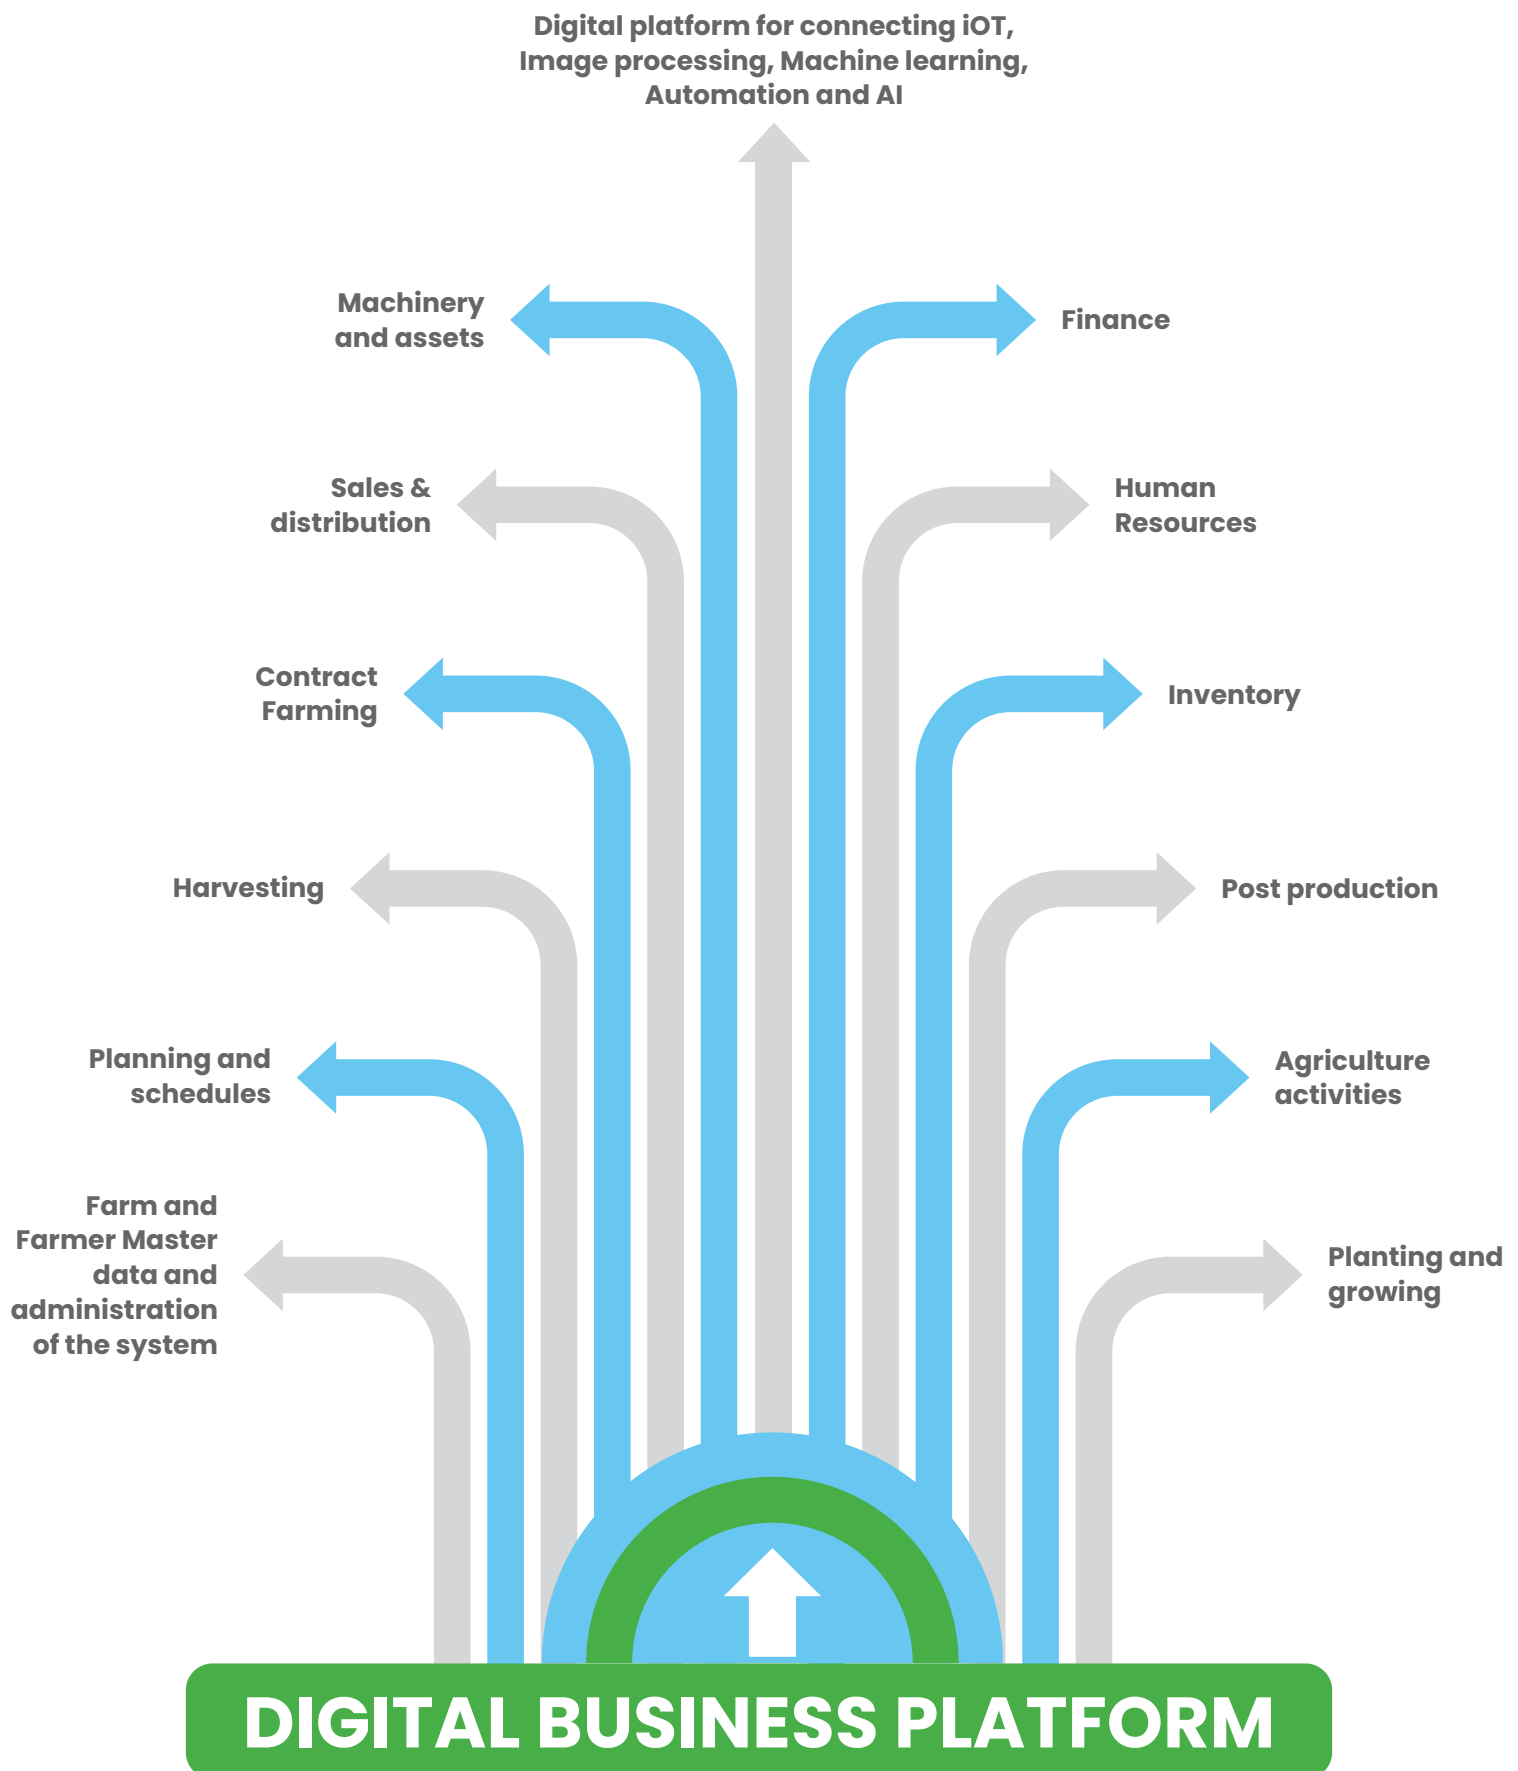 Digital platform for connecting iOT,
Image processing, Machine learning,
Automation and AI
Machinery
and assets
Finance
Sales &
distribution
Human
Resources
Contract
Farming
Inventory
Harvesting
Post production
Planning and
schedules
Agriculture
activities
Farm and
Farmer Master
data and
administration
of the system
Planting and
growing
DIGITAL BUSINESS PLATFORM